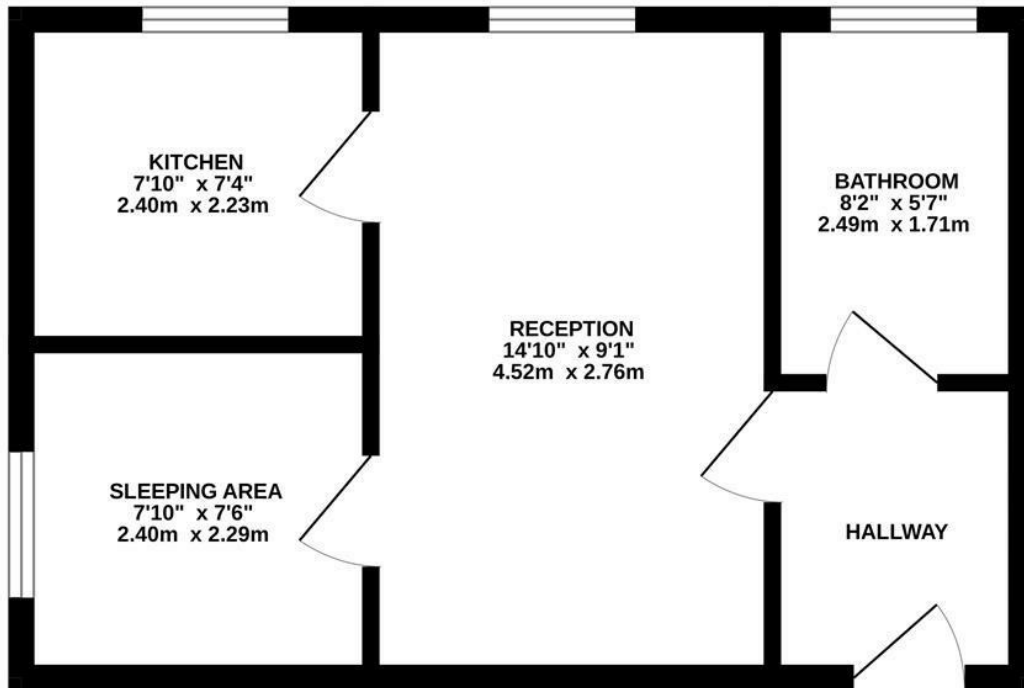 KITCHEN
7'10" x 7'4"
2.40m x 2.23m
BATHROOM
8'2" x 5'7"
2.49m x 1.71m
RECEPTION
14'10" x 9'1"
4.52m x 2.76m
SLEEPING AREA
7'10" x 7'6"
2.40m x 2.29m
HALLWAY